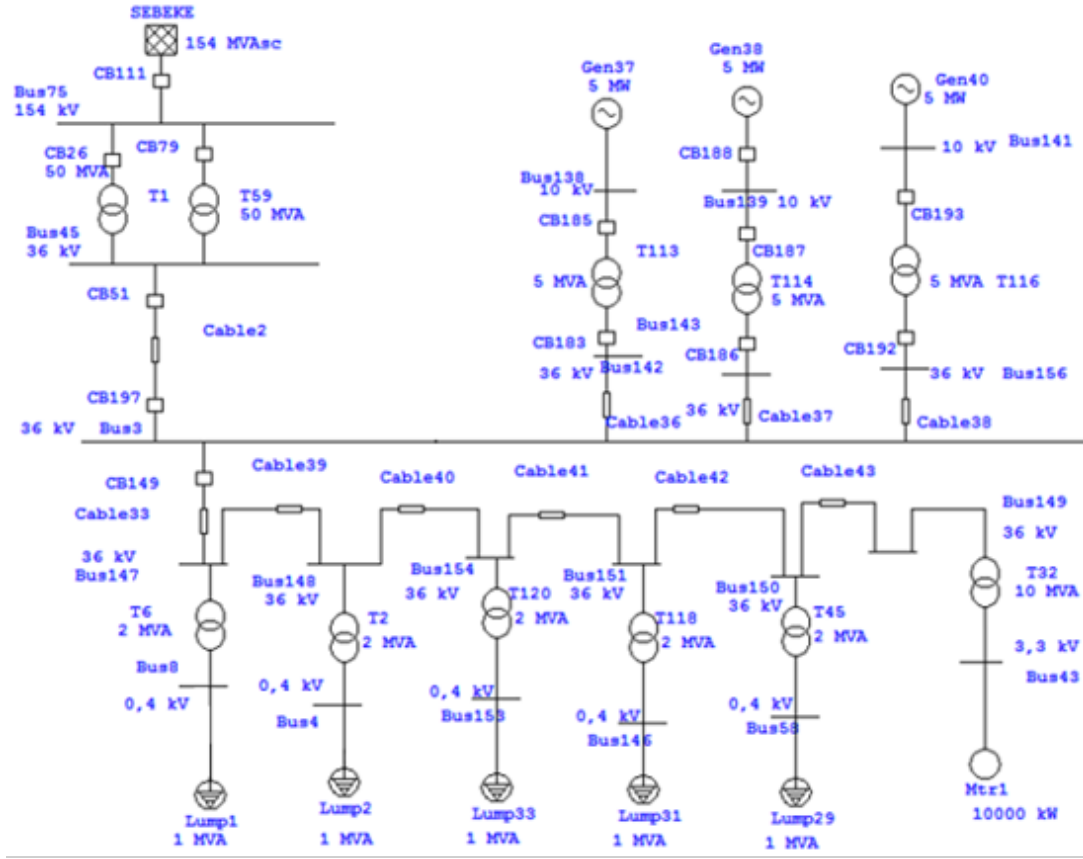 SEBEKE
154 MVAsc
CB111
Bus75
154 kV
CB26
50 MVA
T1
CB79
T59
50 MVA
Bus45
36 kV
CB51
Cable2
CB197
36 kV Bus3
Gen37
5 MW
Bus138
10 kV
CB185
T113
5 MVA
CB183
Bus143
36 kV
Bus142
Cable36
Gen38
5 MW
CB188
Bus139 10 kV
CB187
T114
5 MVA
CB186
36 kV
Cable37
Gen40
5 MW
10 kV Bus141
CB193
5 MVA T116
CB192
36 kV Bus156
Cable38
CB149
Cable33
36 kV
Bus147
Cable39
Cable40
Cable41
Cable42
Cable43
Bus148
36 kV
Bus154
36 kV
Bus151
36 kV
Bus150
36 kV
Bus149
36 kV
T6
2 MVA
T2
2 MVA
T120
2 MVA
T118
2 MVA
T45
2 MVA
T32
10 MVA
Bus8
0,4 kV
0,4 kV
Bus4
0,4 kV
Bus153
0,4 kV
Bus146
0,4 kV
Bus58
3,3 kV
Bus43
Lump1
1 MVA
Lump2
1 MVA
Lump33
1 MVA
Lump31
1 MVA
Lump29
1 MVA
Mtr1
10000 kW